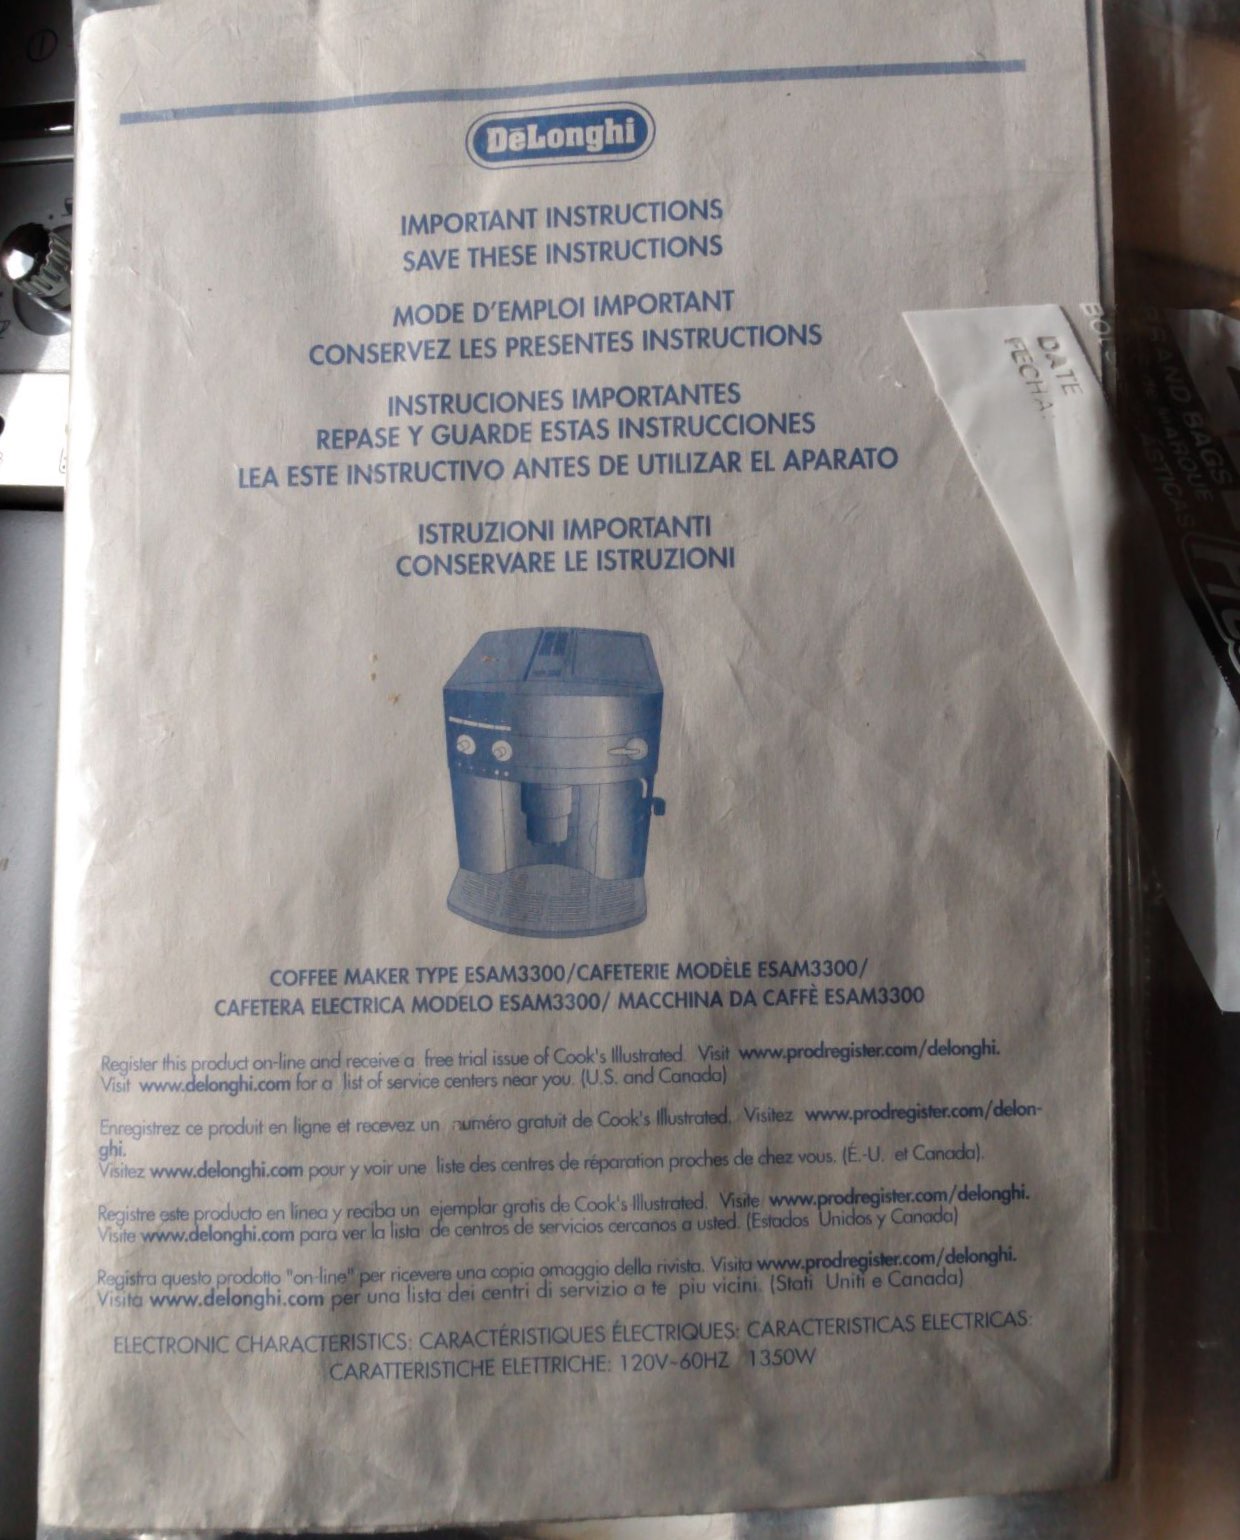 DeLonghi
IMPORTANT INSTRUCTIONS
SAVE THESE INSTRUCTIONS
MODE D'EMPLOI IMPORTANT
CONSERVEZ LES PRESENTES INSTRUCTIONS
INSTRUCIONES IMPORTANTES
REPASE Y GUARDE ESTAS INSTRUCCIONES
LEA ESTE INSTRUCTIVO ANTES DE UTILIZAR EL APARATO
ISTRUZIONI IMPORTANTI
CONSERVARE LE ISTRUZIONI
COFFEE MAKER TYPE ESAM3300/CAFETERIE MODÈLE ESAM3300/
CAFETERA ELECTRICA MODELO ESAM3300/ MACCHINA DA CAFFÈ ESAM3300
Register this product on-line and receive a free trial issue of Cook's Illustrated. Visit www.prodregister.com/delonghi.
Visit www.delonghi.com for a list of service centers near you. (U.S. and Canada)
Enregistrez ce produit en ligne et recevez un numéro gratuit de Cook's Illustrated. Visitez www.prodregister.com/delon-
ghi.
Visitez www.delonghi.com pour y voir une liste des centres de réparation proches de chez vous. (É.-U. et Canada).
Registre este producto en linea y reciba un ejemplar gratis de Cook's Illustrated. Visite www.prodregister.com/delonghi.
Visite www.delonghi.com para ver la lista de centros de servicios cercanos a usted. (Estados Unidos y Canada)
Registra questo prodotto "on-line" per ricevere una copia omaggio della rivista. Visita www.prodregister.com/delonghi.
Visita www.delonghi.com per una lista dei centri di servizio a te piu vicini. (Stati Uniti e Canada)
ELECTRONIC CHARACTERISTICS: CARACTÉRISTIQUES ÉLECTRIQUES: CARACTERISTICAS ELECTRICAS:
CARATTERISTICHE ELETTRICHE: 120V~60HZ 1350W
DATE
FECHA
BRAND BAGS
DE MARQUE